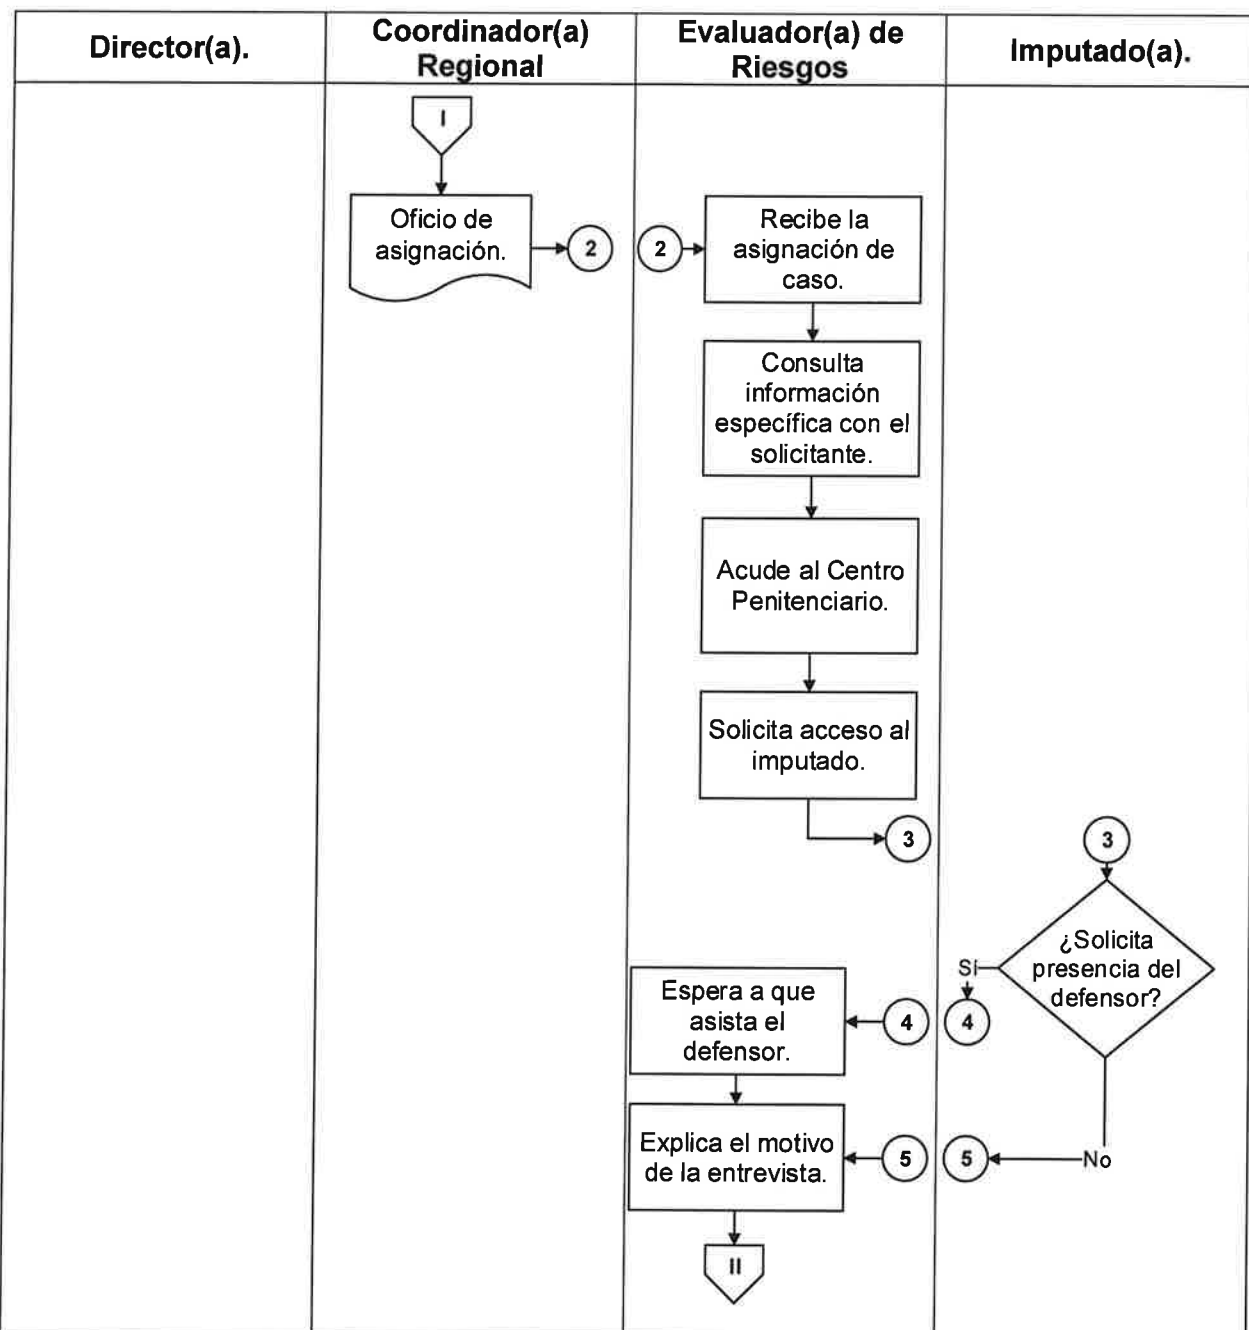 Director(a).
Coordinador(a)
Regional
Evaluador(a) de
Riesgos
Imputado(a).
I
Oficio de
asignación.
2
2
Recibe la
asignación de
caso.
Consulta
información
específica con el
solicitante.
Acude al Centro
Penitenciario.
Solicita acceso al
imputado.
3
3
¿Solicita
presencia del
defensor?
Sí
4
4
Espera a que
asista el
defensor.
No
5
5
Explica el motivo
de la entrevista.
II